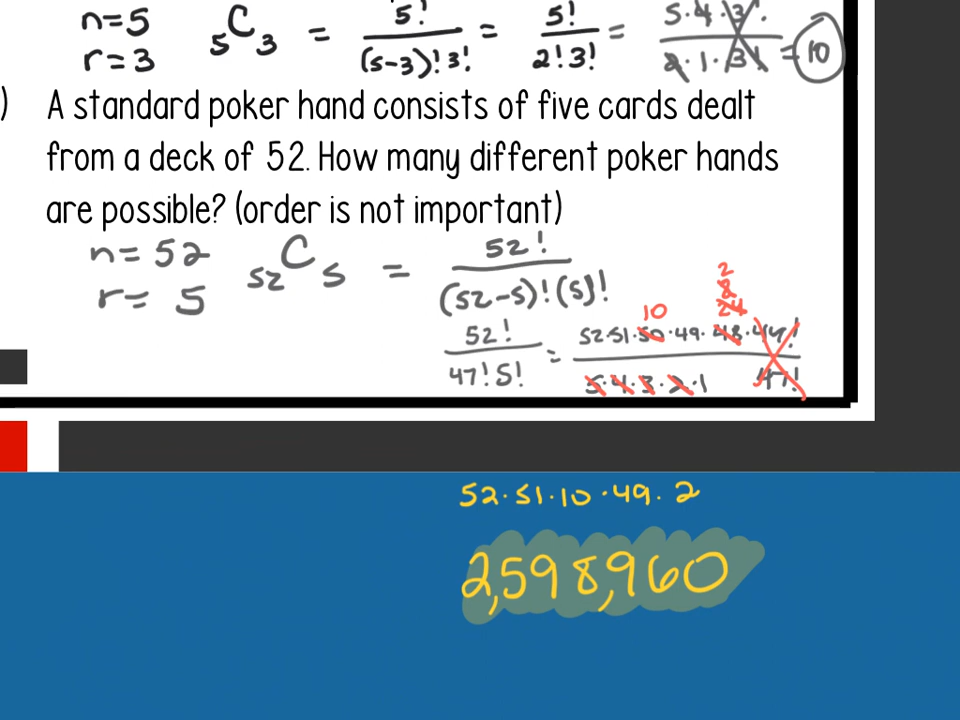 n=5 5! 5! 5·4·3!
5C3 = ――― = ――― = ――― = 10
r=3 (5-3)!3! 2!3! 2·1·3!
) A standard poker hand consists of five cards dealt
from a deck of 52. How many different poker hands
are possible? (order is not important)
n= 52 52C5 = 52!
r= 5 (52-5)!(5)!
2
8
10 24
52! = 52·51·50·49·48·47!
47!5! 5·4·3·2·1 47!
52·51·10·49·2
2,598,960